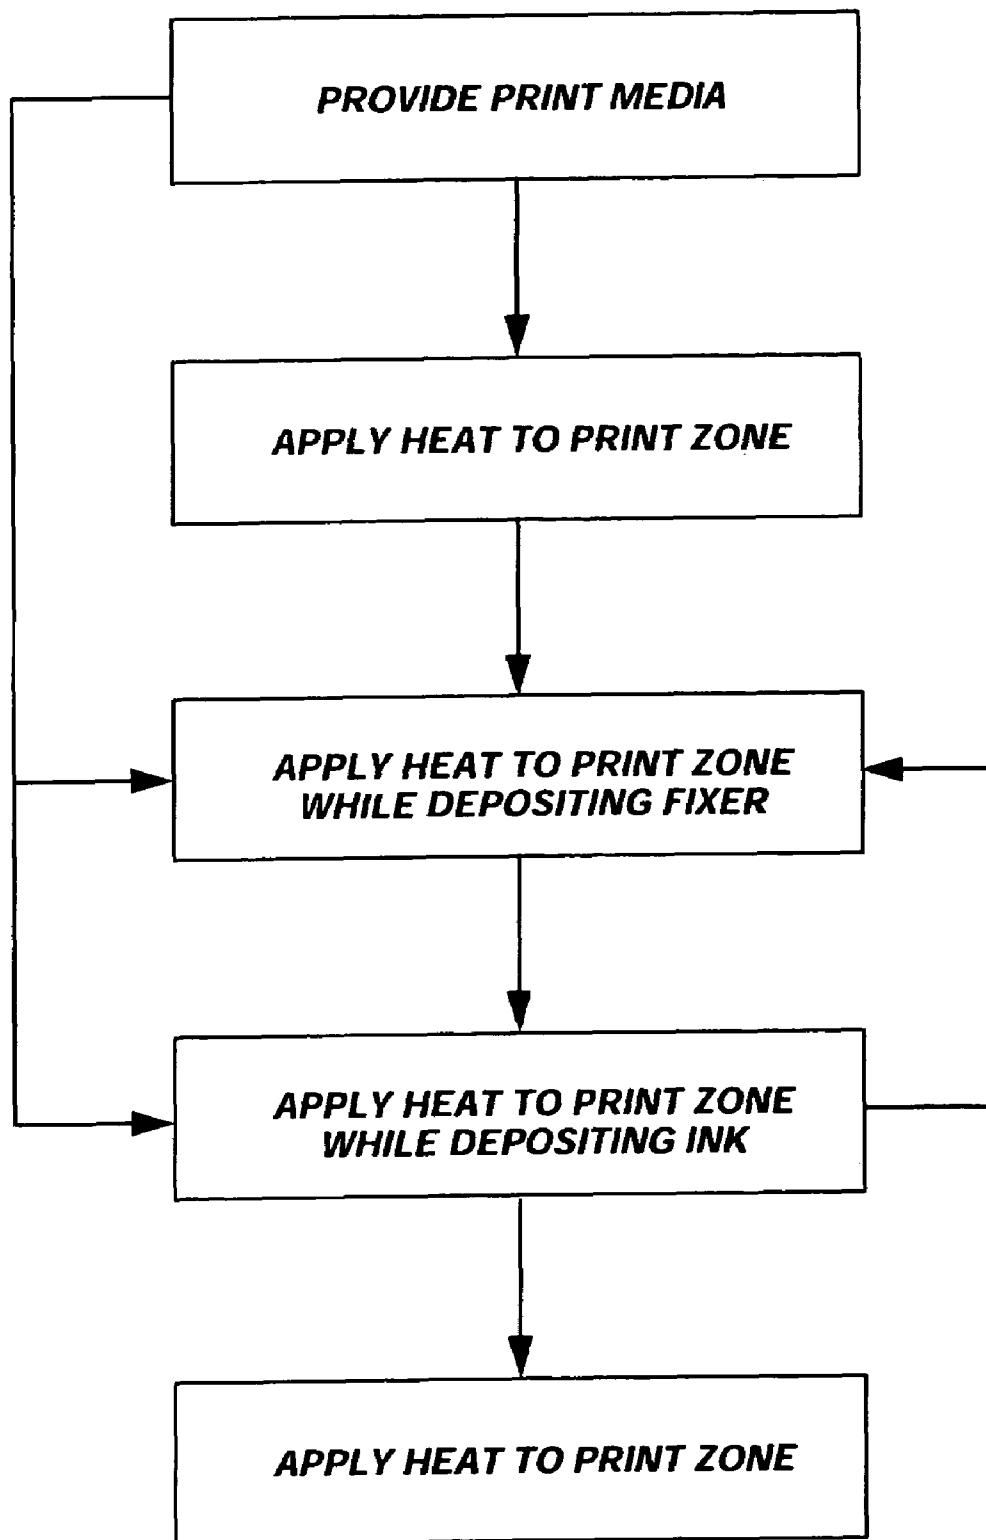 PROVIDE PRINT MEDIA
APPLY HEAT TO PRINT ZONE
APPLY HEAT TO PRINT ZONE
WHILE DEPOSITING FIXER
APPLY HEAT TO PRINT ZONE
WHILE DEPOSITING INK
APPLY HEAT TO PRINT ZONE